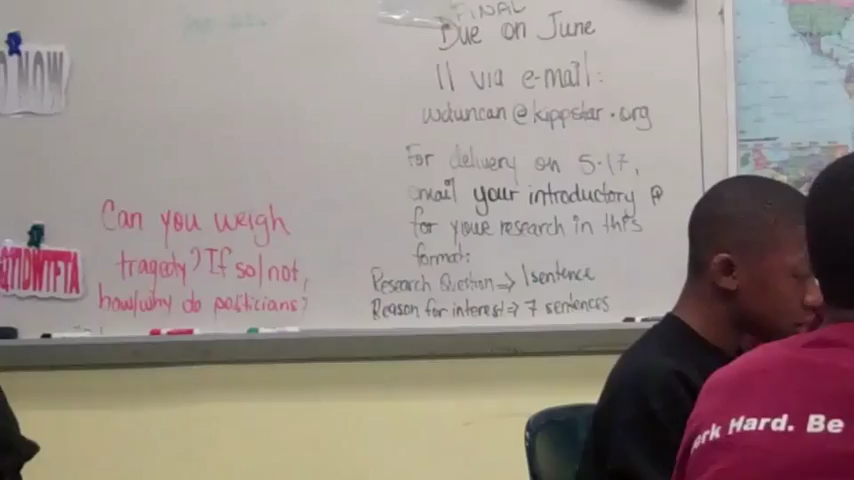 O NOW
FINAL
Due on June
11 via e-mail:
wduncan@kippstar.org
For delivery on 5.17,
email your introductory P
for your research in this
format:
Research Question → 1 sentence
Reason for interest → 7 sentences
Can you weigh
tragedy? If so/not,
how/why do politicians?
QTIDWTFTA
ork Hard. Be